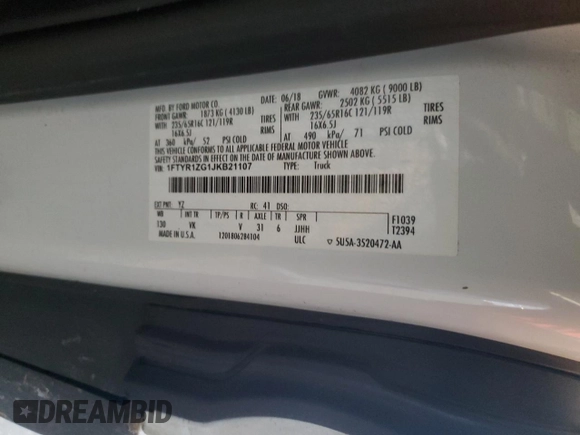 MFD. BY FORD MOTOR CO.
DATE: 06/18 GVWR: 4082 KG ( 9000 LB)
FRONT GAWR: 1873 KG ( 4130 LB)
REAR GAWR: 2502 KG ( 5515 LB)
235/65R16C 121/119R TIRES
235/65R16C 121/119R TIRES
16X6.5J RIMS
16X6.5J RIMS
AT 360 kPa/ 52 PSI COLD
AT 490 kPa/ 71 PSI COLD
THIS VEHICLE CONFORMS TO ALL APPLICABLE FEDERAL MOTOR VEHICLE
SAFETY STANDARDS IN EFFECT ON THE DATE OF MANUFACTURE SHOWN ABOVE.
VIN: 1FTYR1ZG1JKB21107 TYPE: Truck
EXT PNT: YZ RC: 41 DSO:
WB INT TR TP/PS R AXLE TR
130 VK V 31 6 JJHH
F1039
T2394
MADE IN U.S.A. 1201806284104 ULC ▽ 5U5A-3520472-AA
DREAMBID